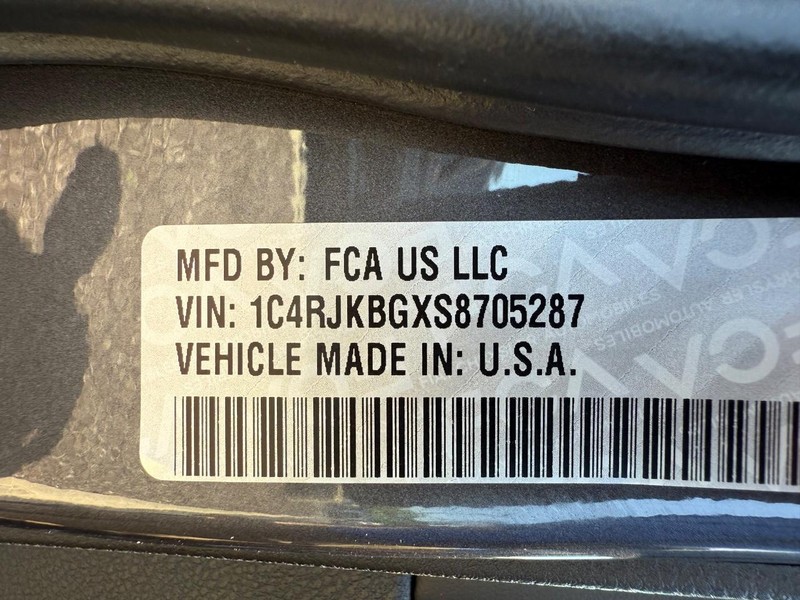 MFD BY: FCA US LLC
VIN: 1C4RJKBGXS8705287
VEHICLE MADE IN: U.S.A.